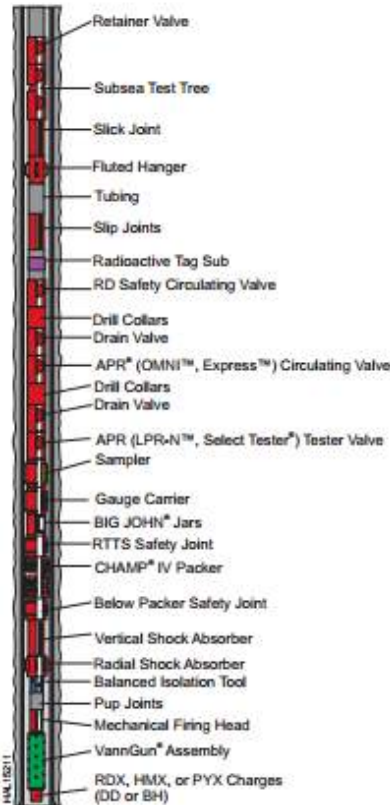 Retainer Valve
Subsea Test Tree
Slick Joint
Fluted Hanger
Tubing
Slip Joints
Radioactive Tag Sub
RD Safety Circulating Valve
Drill Collars
Drain Valve
APR® (OMNI™, Express™) Circulating Valve
Drill Collars
Drain Valve
APR (LPR-N™, Select Tester®) Tester Valve
Sampler
Gauge Carrier
BIG JOHN® Jars
RTTS Safety Joint
CHAMP® IV Packer
Below Packer Safety Joint
Vertical Shock Absorber
Radial Shock Absorber
Balanced Isolation Tool
Pup Joints
Mechanical Firing Head
VannGun® Assembly
RDX, HMX, or PYX Charges
(DD or BH)
HAL15211